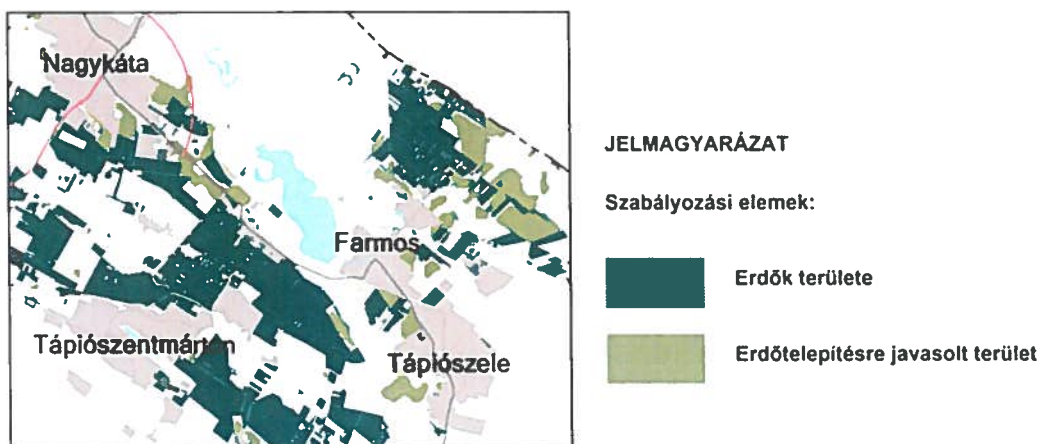 Nagykáta
Farmos
Tápiószentmárton
Tápiószele
JELMAGYARÁZAT
Szabályozási elemek:
Erdők területe
Erdőtelepítésre javasolt terület